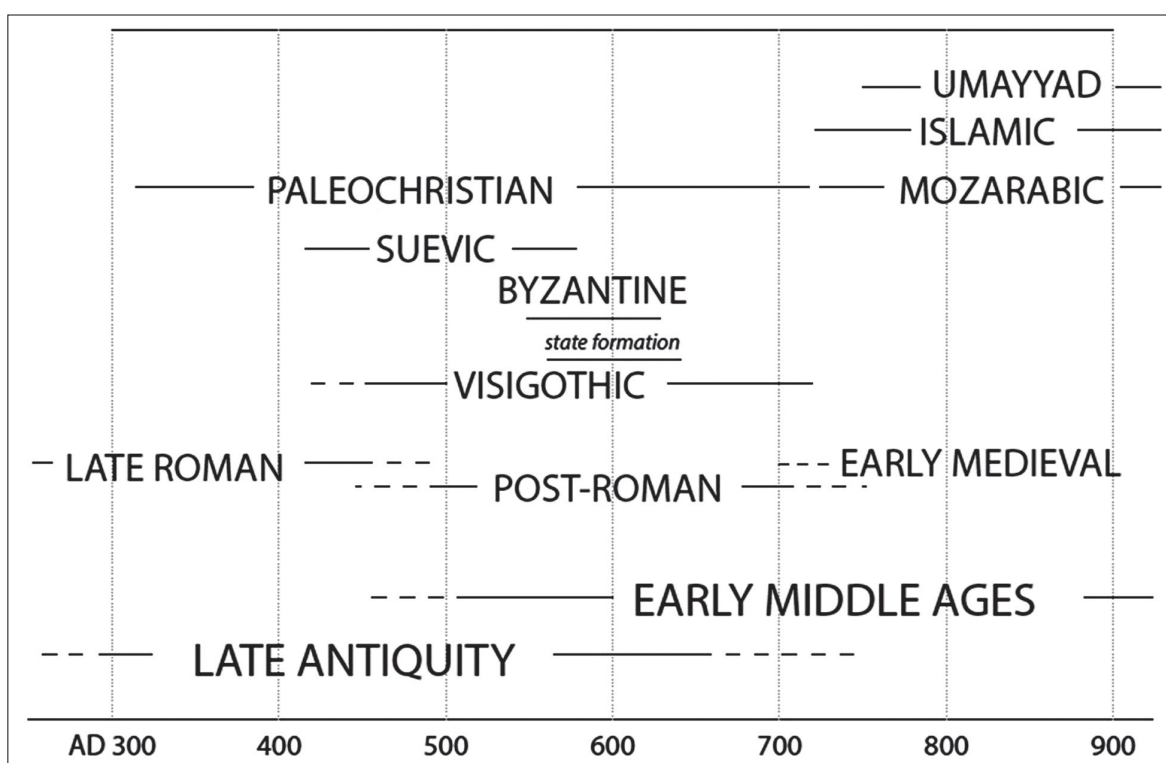 UMAYYAD
ISLAMIC
PALEOCHRISTIAN MOZARABIC
SUEVIC
BYZANTINE
state formation
VISIGOTHIC
LATE ROMAN EARLY MEDIEVAL
POST-ROMAN
EARLY MIDDLE AGES
LATE ANTIQUITY
AD 300 400 500 600 700 800 900